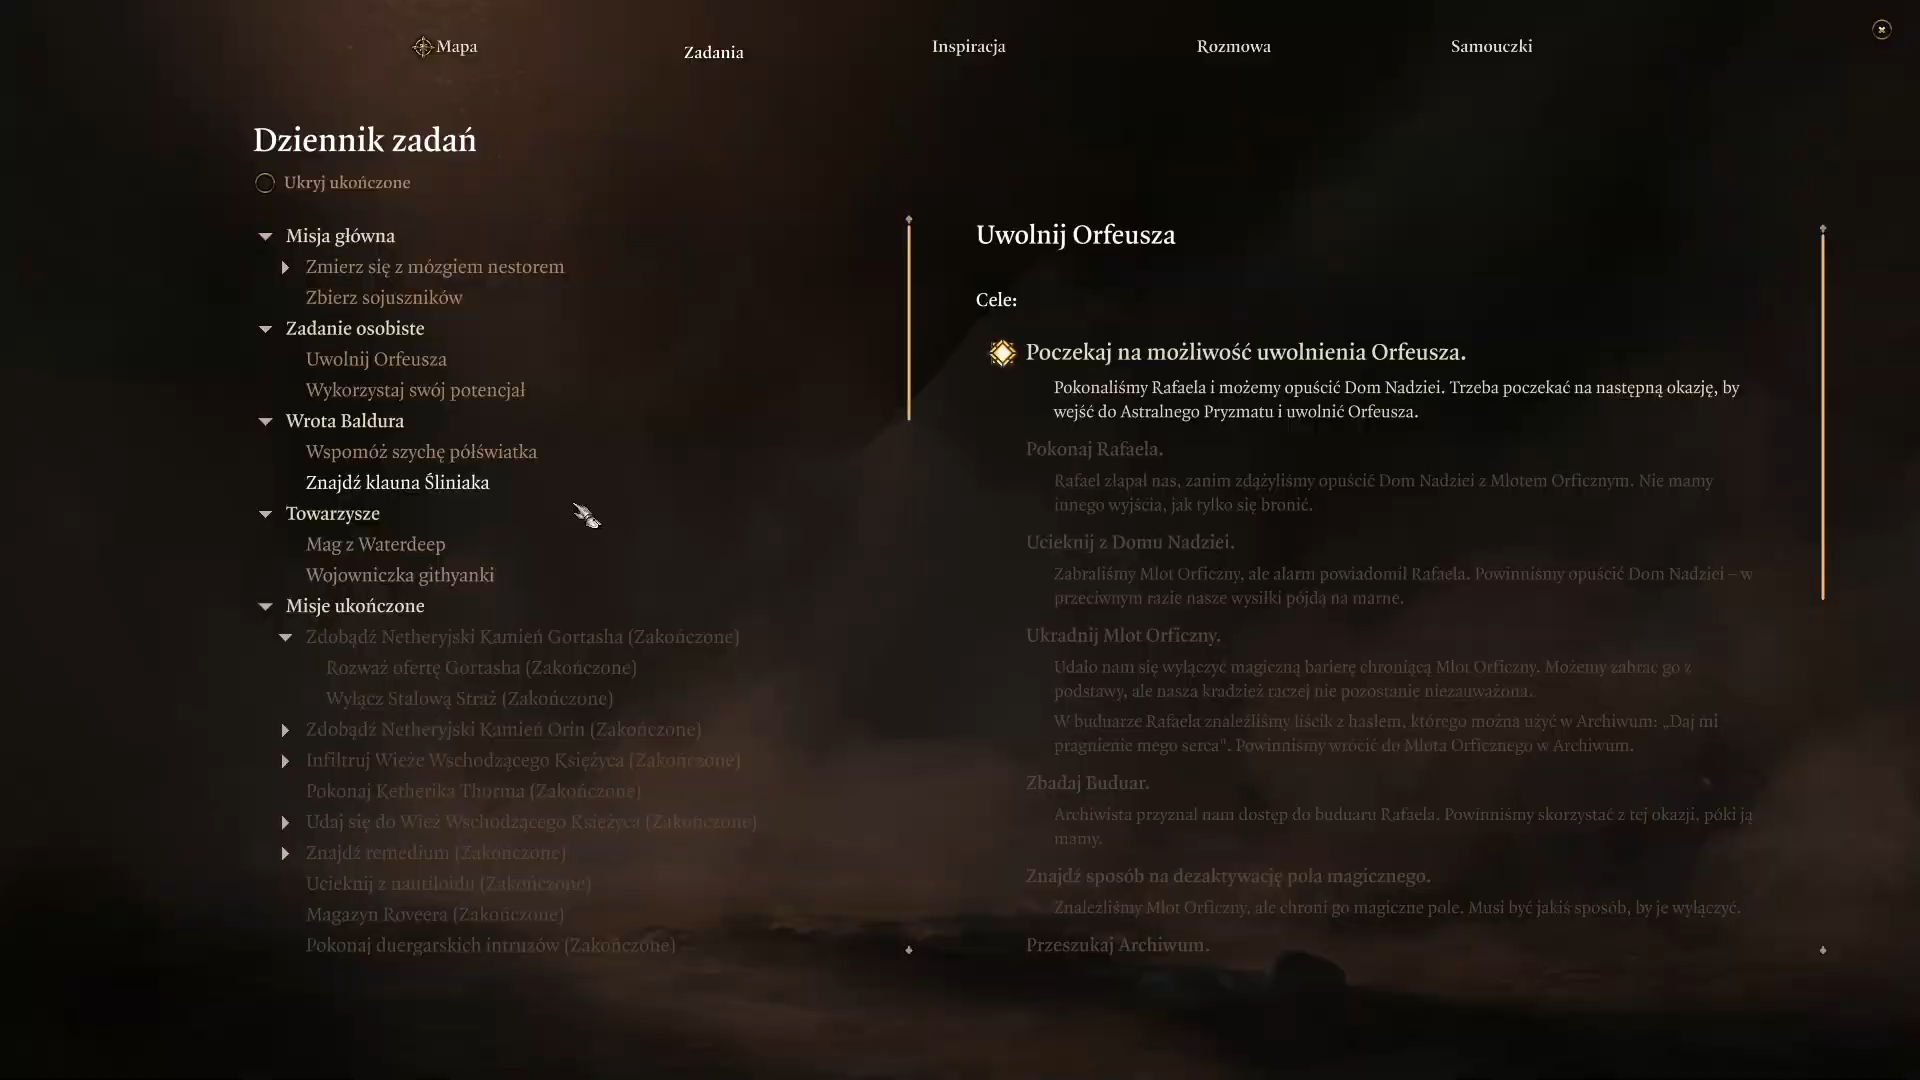 Mapa
Zadania
Inspiracja
Rozmowa
Samouczki
Dziennik zadań
Ukryj ukończone
Misja główna
Zmierz się z mózgiem nestorem
Zbierz sojuszników
Zadanie osobiste
Uwolnij Orfeusza
Wykorzystaj swój potencjał
Wrota Baldura
Wspomóż szychę półświatka
Znajdź klauna Śliniaka
Towarzysze
Mag z Waterdeep
Wojowniczka githyanki
Misje ukończone
Zdobądź Netheryjski Kamień Gortasha (Zakończone)
Rozważ ofertę Gortasha (Zakończone)
Wyłącz Stalową Straż (Zakończone)
Zdobądź Netheryjski Kamień Orin (Zakończone)
Infiltruj Wieże Wschodzącego Księżyca (Zakończone)
Pokonaj Ketherika Thorma (Zakończone)
Udaj się do Wież Wschodzącego Księżyca (Zakończone)
Znajdź remedium (Zakończone)
Ucieknij z nautiloidu (Zakończone)
Magazyn Roveera (Zakończone)
Pokonaj duergarskich intruzów (Zakończone)
Uwolnij Orfeusza
Cele:
Poczekaj na możliwość uwolnienia Orfeusza.
Pokonaliśmy Rafaela i możemy opuścić Dom Nadziei. Trzeba poczekać na następną okazję, by
wejść do Astralnego Pryzmatu i uwolnić Orfeusza.
Pokonaj Rafaela.
Rafael złapał nas, zanim zdążyliśmy opuścić Dom Nadziei z Młotem Orficznym. Nie mamy
innego wyjścia, jak tylko się bronić.
Ucieknij z Domu Nadziei.
Zabraliśmy Młot Orficzny, ale alarm powiadomił Rafaela. Powinniśmy opuścić Dom Nadziei – w
przeciwnym razie nasze wysiłki pójdą na marne.
Ukradnij Młot Orficzny.
Udało nam się wyłączyć magiczną barierę chroniącą Młot Orficzny. Możemy zabrać go z
podstawy, ale nasza kradzież raczej nie pozostanie niezauważona.
W buduarze Rafaela znaleźliśmy liścik z hasłem, którego można użyć w Archiwum: „Daj mi
pragnienie mego serca". Powinniśmy wrócić do Młota Orficznego w Archiwum.
Zbadaj Buduar.
Archiwista przyznał nam dostęp do buduaru Rafaela. Powinniśmy skorzystać z tej okazji, póki ją
mamy.
Znajdź sposób na dezaktywację pola magicznego.
Znaleźliśmy Młot Orficzny, ale chroni go magiczne pole. Musi być jakiś sposób, by je wyłączyć.
Przeszukaj Archiwum.